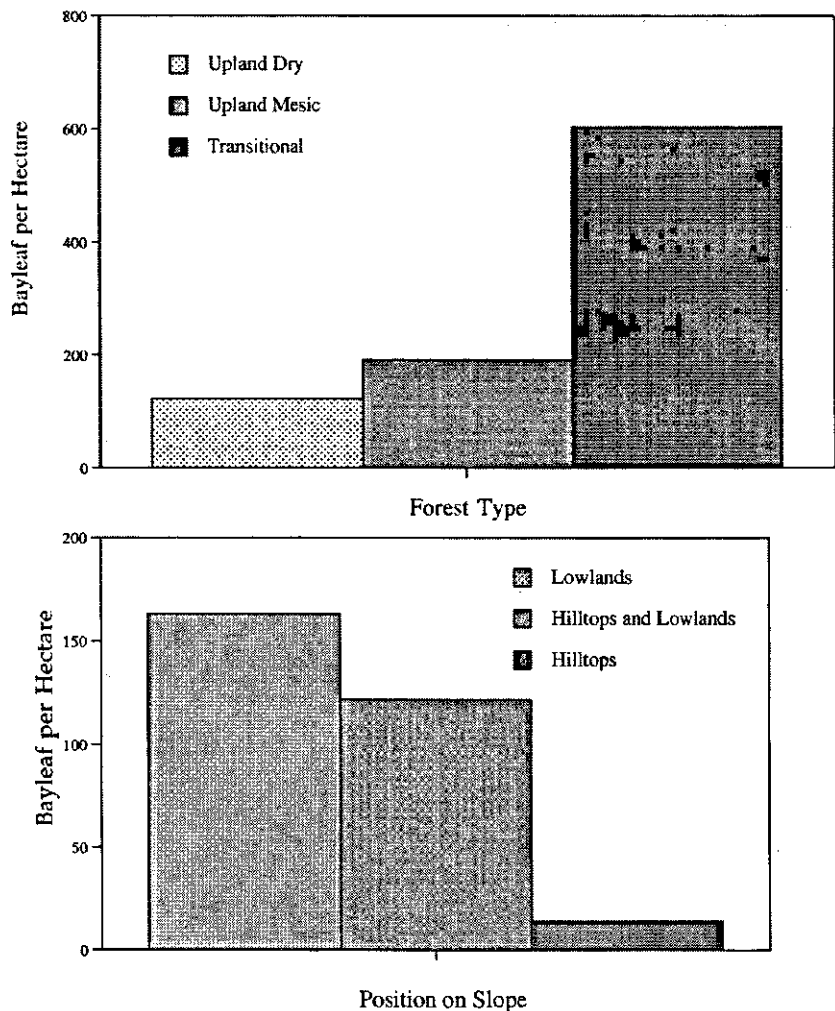 800
Upland Dry
Upland Mesic
600
Transitional
Bayleaf per Hectare
400
200
0
Forest Type
200
Lowlands
Hilltops and Lowlands
150
Hilltops
Bayleaf per Hectare
100
50
0
Position on Slope